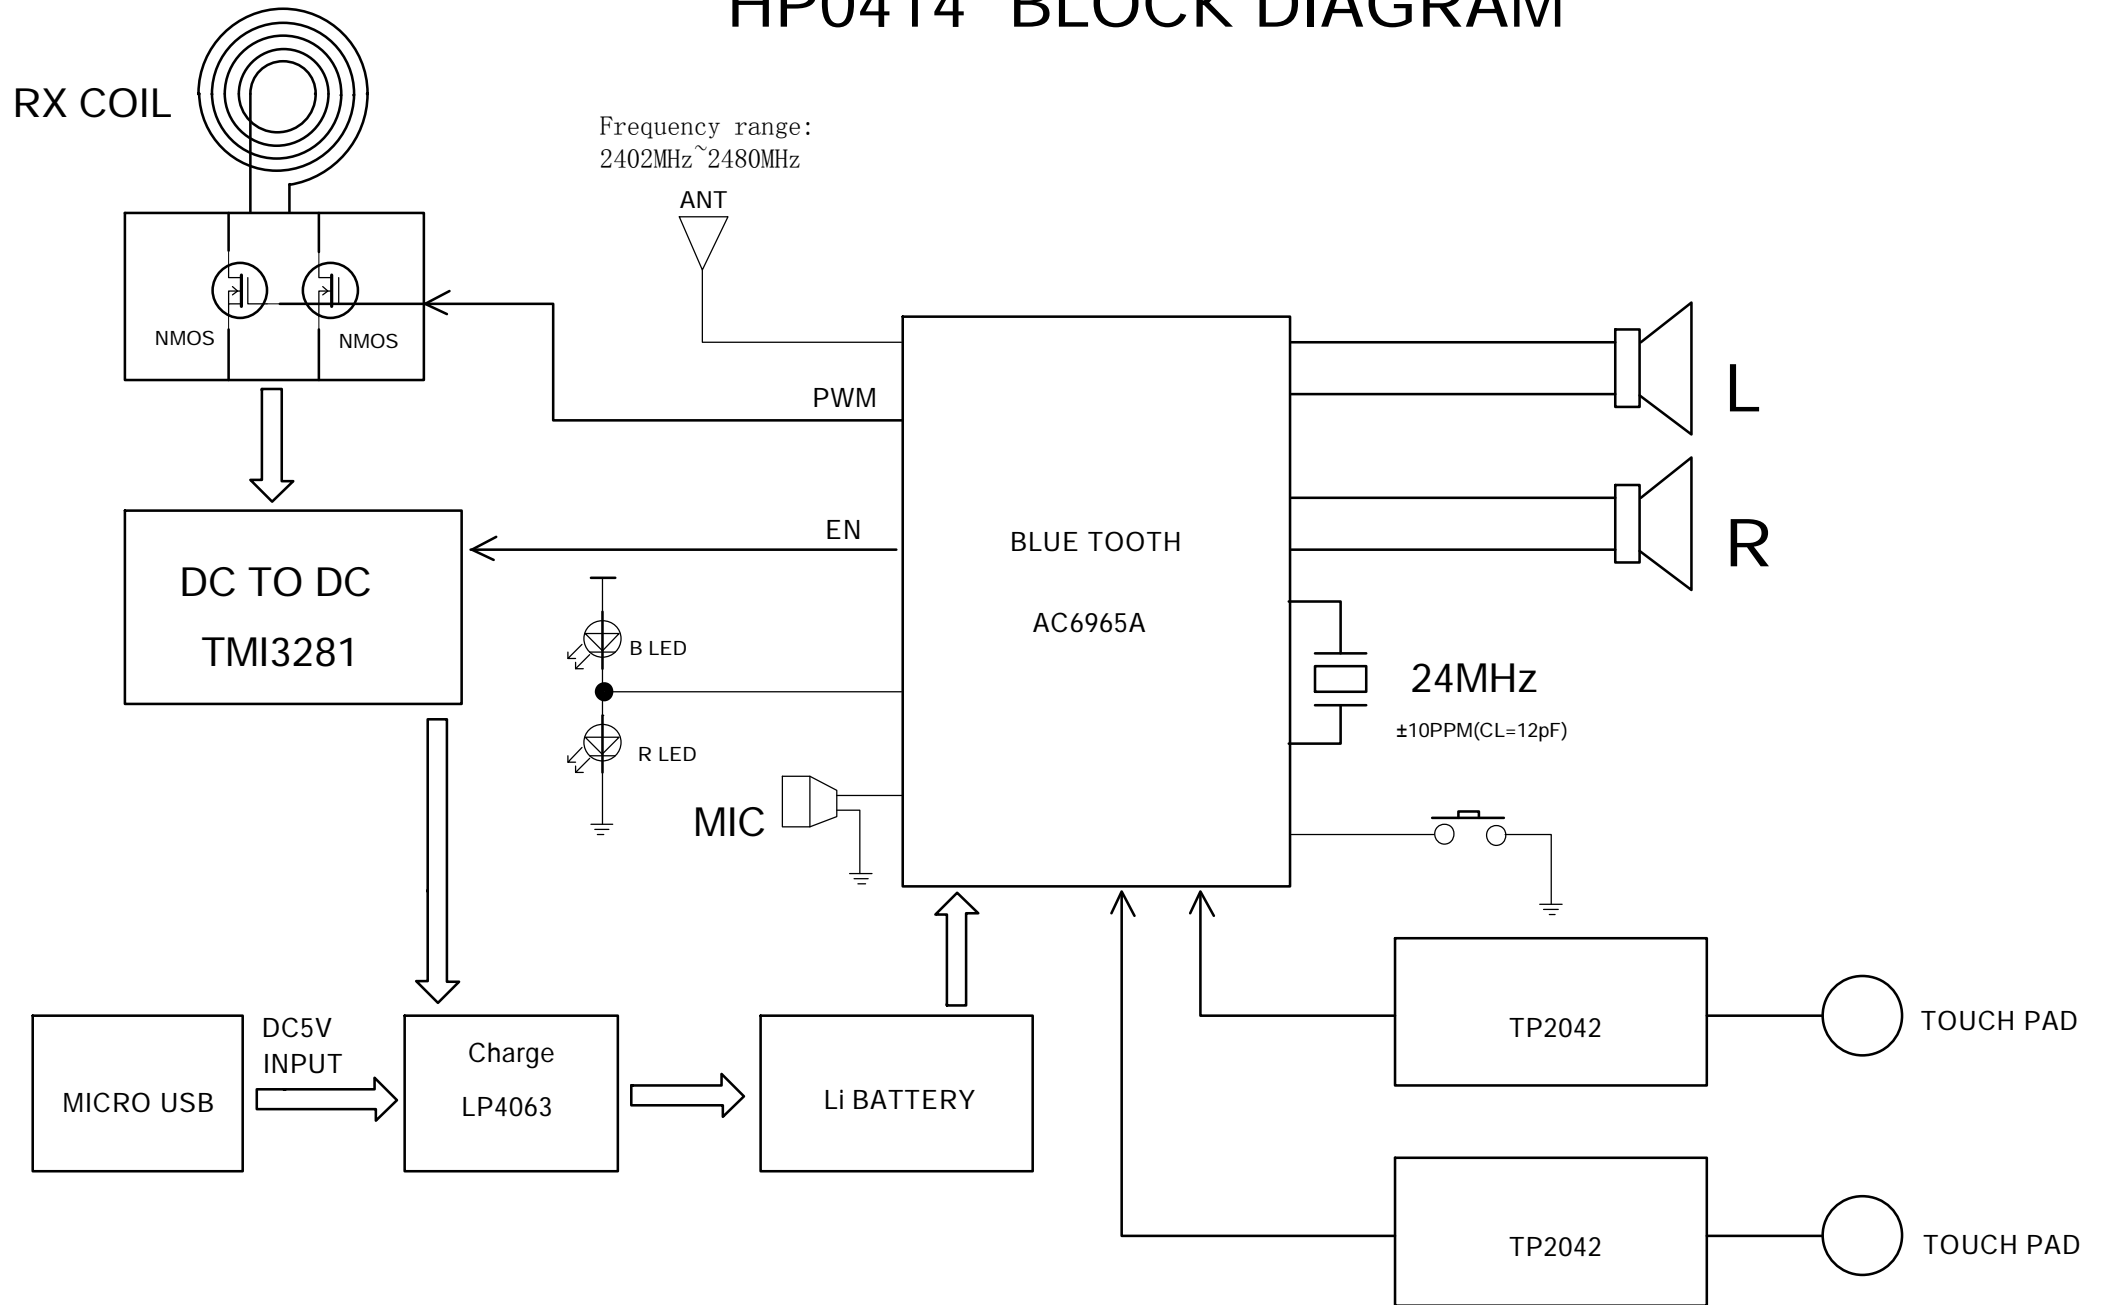 HP0414 BLOCK DIAGRAM
RX COIL
Frequency range:
2402MHz~2480MHz
ANT
NMOS
NMOS
PWM
L
EN
R
DC TO DC
TMI3281
BLUE TOOTH
AC6965A
B LED
R LED
24MHz
±10PPM(CL=12pF)
MIC
MICRO USB
DC5V
INPUT
Charge
LP4063
Li BATTERY
TP2042
TOUCH PAD
TP2042
TOUCH PAD